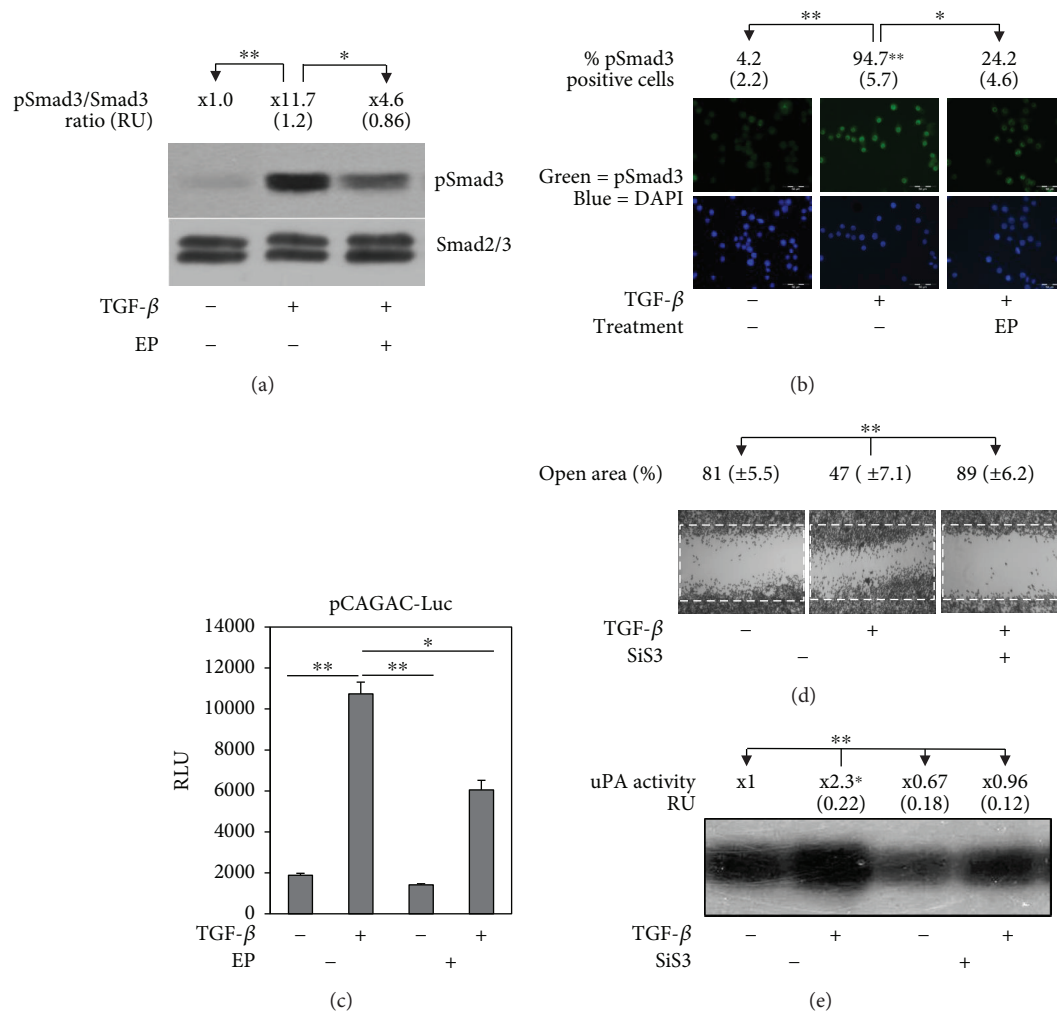 ** *
pSmad3/Smad3 x1.0 x11.7 x4.6
ratio (RU) (1.2) (0.86)
pSmad3
Smad2/3
TGF-β − + +
EP − − +
(a)
** *
% pSmad3 4.2 94.7** 24.2
positive cells (2.2) (5.7) (4.6)
Green = pSmad3
Blue = DAPI
TGF-β − + +
Treatment − − EP
(b)
pCAGAC-Luc
14000
12000
10000
8000
6000
4000
2000
0
RLU
*
** **
TGF-β − + − +
EP − +
(c)
**
Open area (%) 81 (±5.5) 47 ( ±7.1) 89 (±6.2)
TGF-β − + +
SiS3 − +
(d)
**
uPA activity x1 x2.3* x0.67 x0.96
RU (0.22) (0.18) (0.12)
TGF-β − + − +
SiS3 − +
(e)